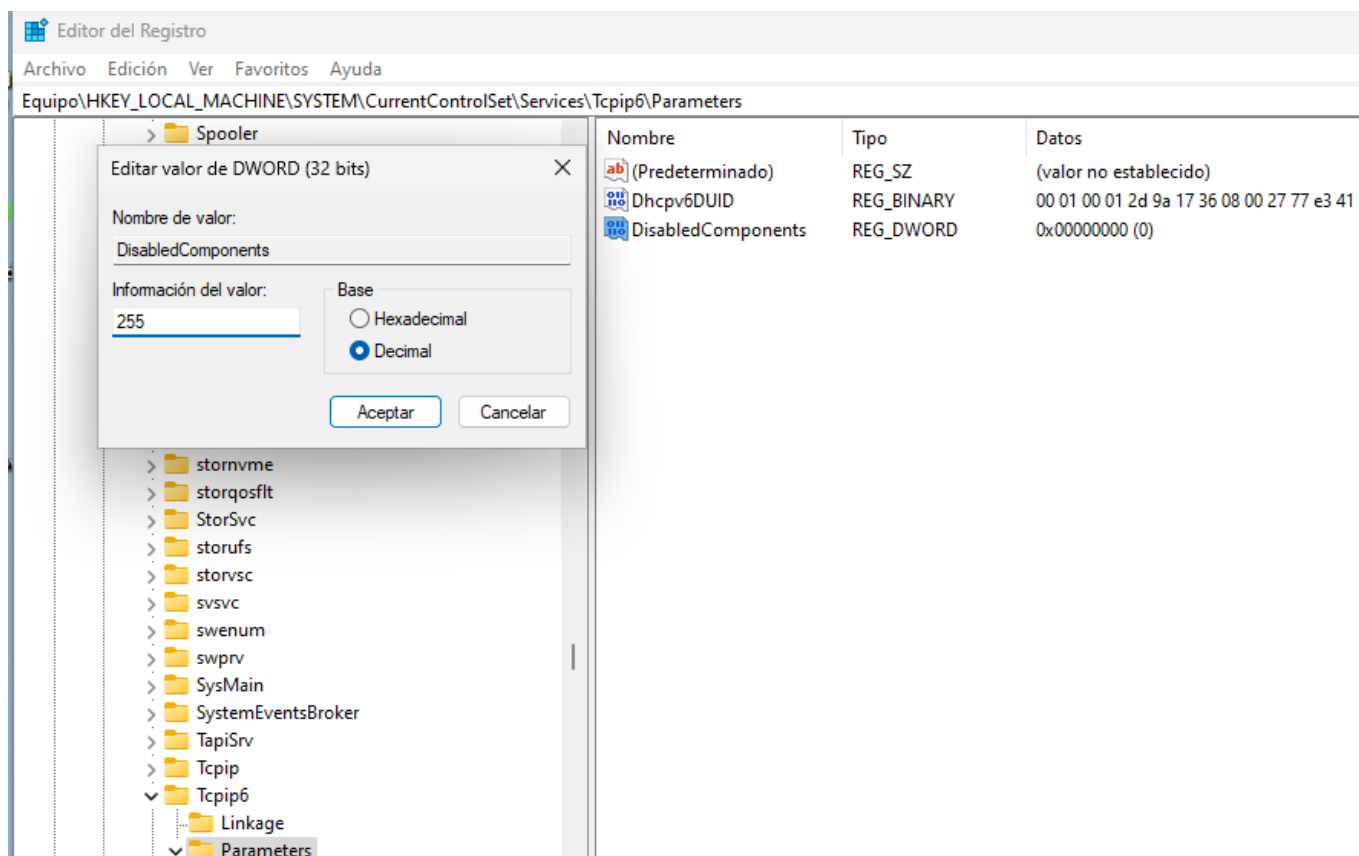 Editor del Registro
Archivo Edición Ver Favoritos Ayuda
Equipo\HKEY_LOCAL_MACHINE\SYSTEM\CurrentControlSet\Services\Tcpip6\Parameters
Spooler
Editar valor de DWORD (32 bits)
Nombre de valor:
DisabledComponents
Información del valor:
255
Base
Hexadecimal
Decimal
Aceptar Cancelar
stornvme
storqosflt
StorSvc
storufs
storvsc
svsvc
swenum
swprv
SysMain
SystemEventsBroker
TapiSrv
Tcpip
Tcpip6
Linkage
Parameters
Nombre Tipo Datos
(Predeterminado) REG_SZ (valor no establecido)
Dhcpv6DUID REG_BINARY 00 01 00 01 2d 9a 17 36 08 00 27 77 e3 41
DisabledComponents REG_DWORD 0x00000000 (0)